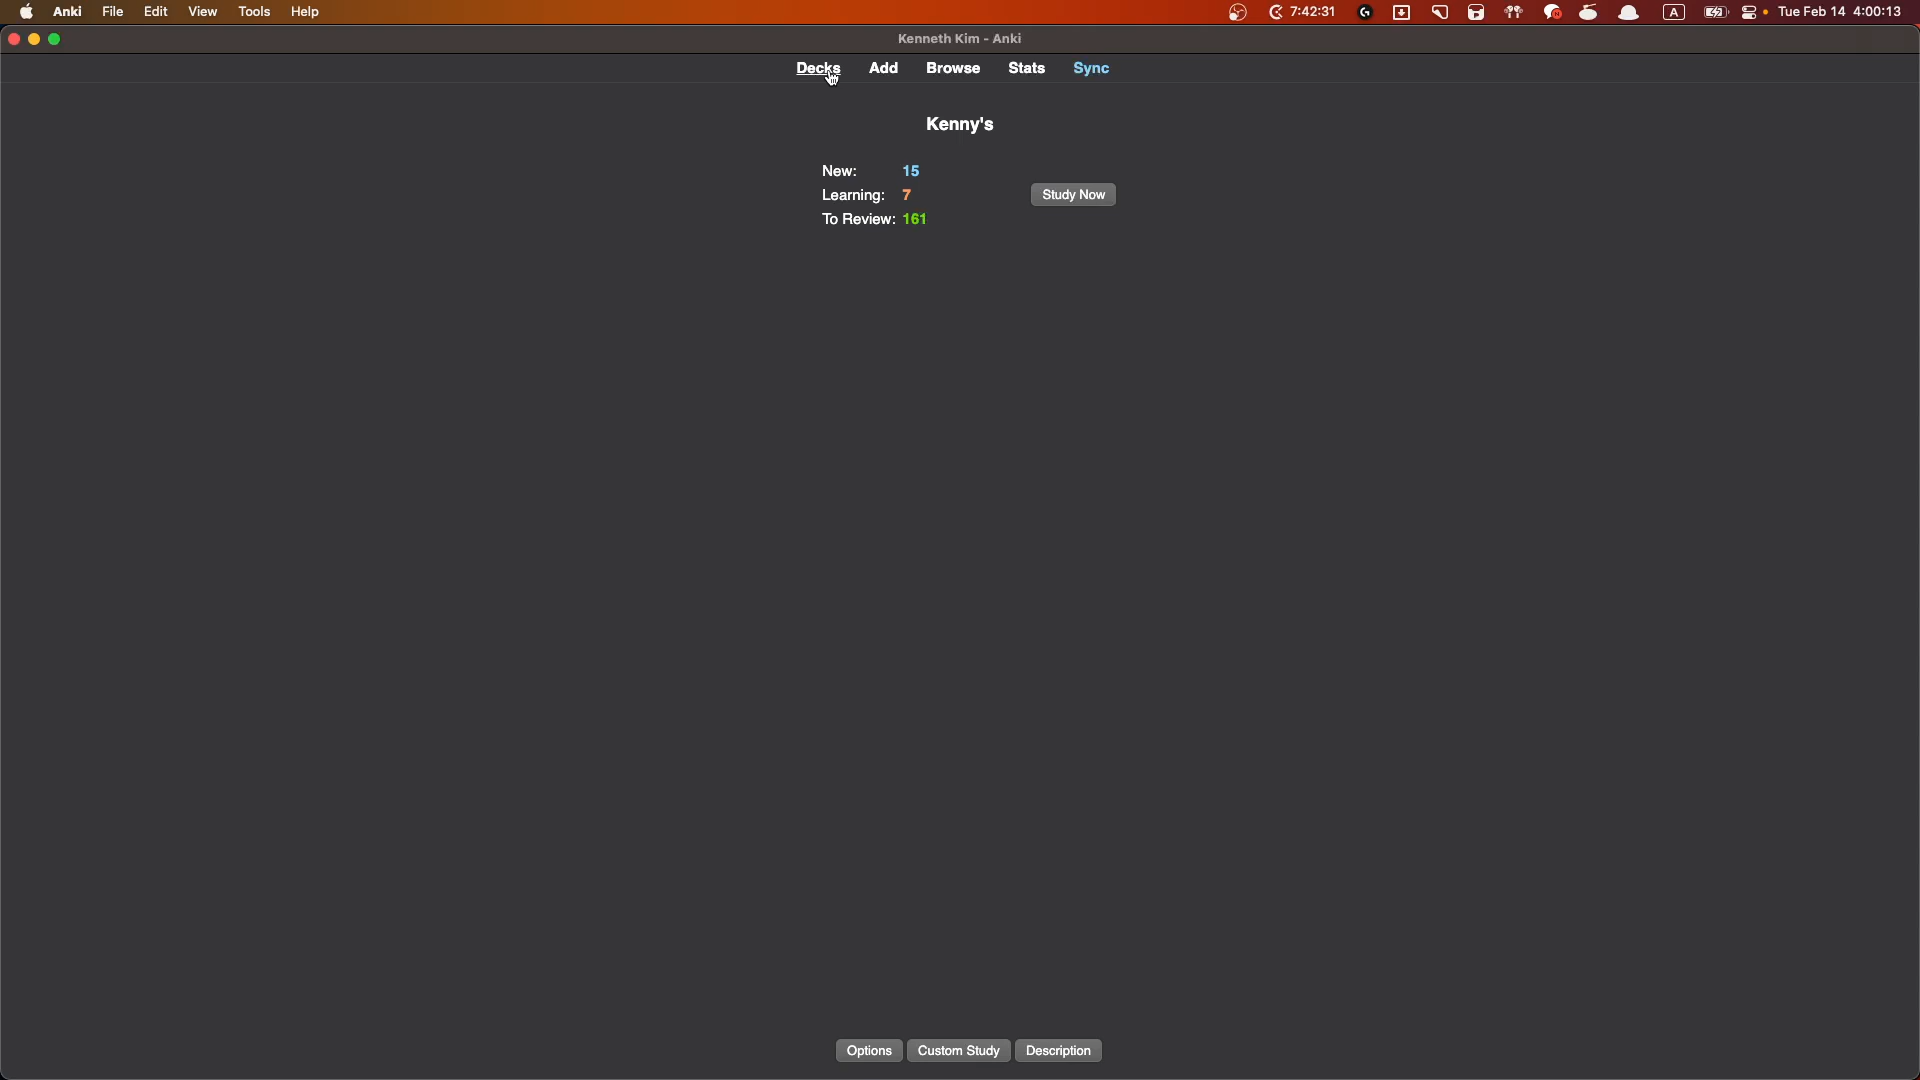 Anki File Edit View Tools Help 7:42:31 A Tue Feb 14 4:00:13
Kenneth Kim - Anki
Decks Add Browse Stats Sync
Kenny's
New: 15
Learning: 7
Study Now
To Review: 161
Options Custom Study Description